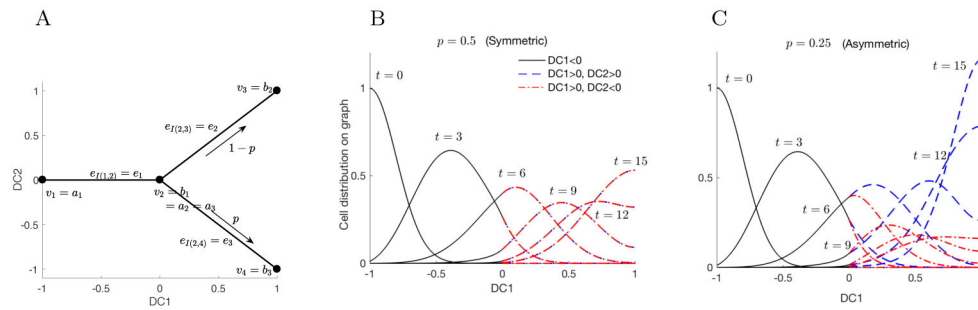 A
B
C
DC2
1
0.5
0
-0.5
-1
-1
-0.5
0
0.5
1
DC1
v₃ = b₂
e_{I(2,3)} = e₂
1 − p
e_{I(1,2)} = e₁
v₁ = a₁
v₂ = b₁
= a₂ = a₃
p
e_{I(2,4)} = e₃
v₄ = b₃
p = 0.5 (Symmetric)
DC1<0
DC1>0, DC2>0
DC1>0, DC2<0
Cell distribution on graph
1
0.5
0
-1
-0.5
0
0.5
1
DC1
t = 0
t = 3
t = 6
t = 9
t = 12
t = 15
p = 0.25 (Asymmetric)
1
0.5
0
-1
-0.5
0
0.5
DC1
t = 0
t = 3
t = 6
t = 9
t = 12
t = 15